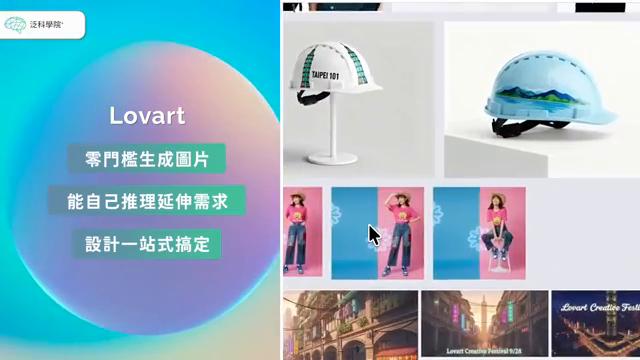 泛科學院
Lovart
零門檻生成圖片
能自己推理延伸需求
設計一站式搞定
TAIPEI 101
Lovart Creative Festival 9/28
Lovart Creative Festi